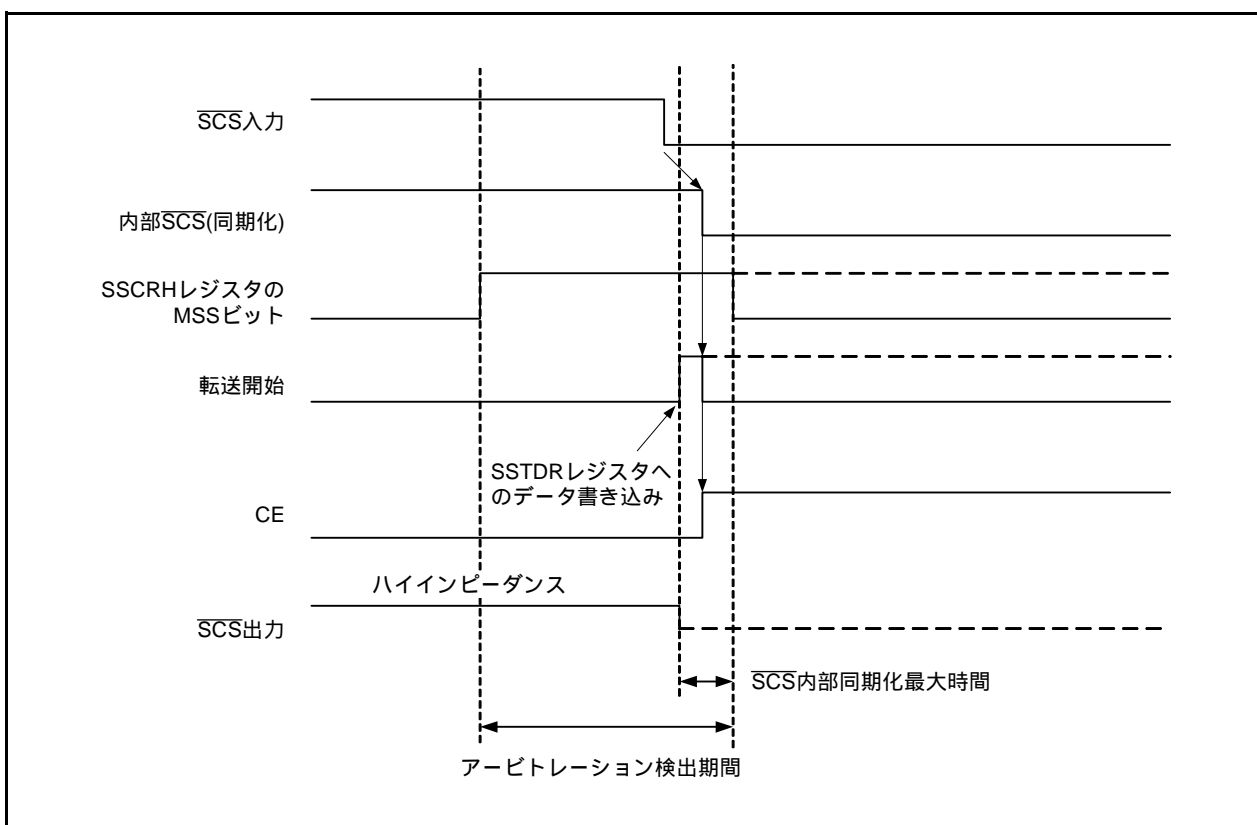 SCS入力
内部SCS(同期化)
SSCRHレジスタの
MSSビット
転送開始
SSTDRレジスタへ
のデータ書き込み
CE
ハイインピーダンス
SCS出力
SCS内部同期化最大時間
アービトレーション検出期間